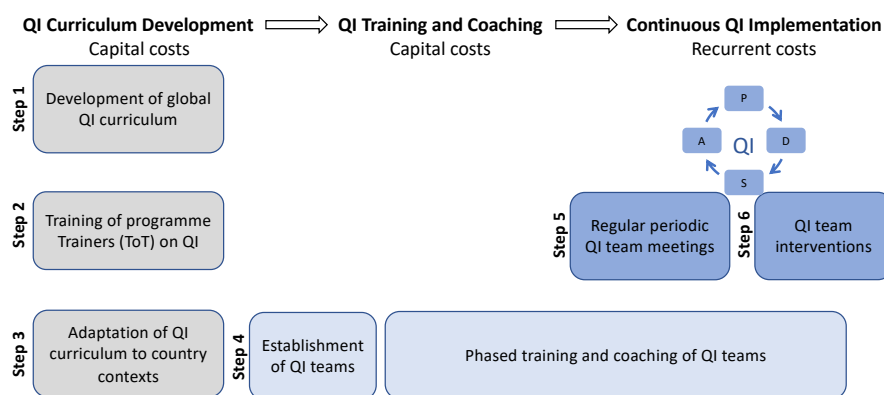 QI Curriculum Development
Capital costs
QI Training and Coaching
Capital costs
Continuous QI Implementation
Recurrent costs
Step 1
Development of global
QI curriculum
P
A
QI
D
S
Step 2
Training of programme
Trainers (ToT) on QI
Step 5
Regular periodic
QI team meetings
Step 6
QI team
interventions
Step 3
Adaptation of QI
curriculum to country
contexts
Step 4
Establishment
of QI teams
Phased training and coaching of QI teams